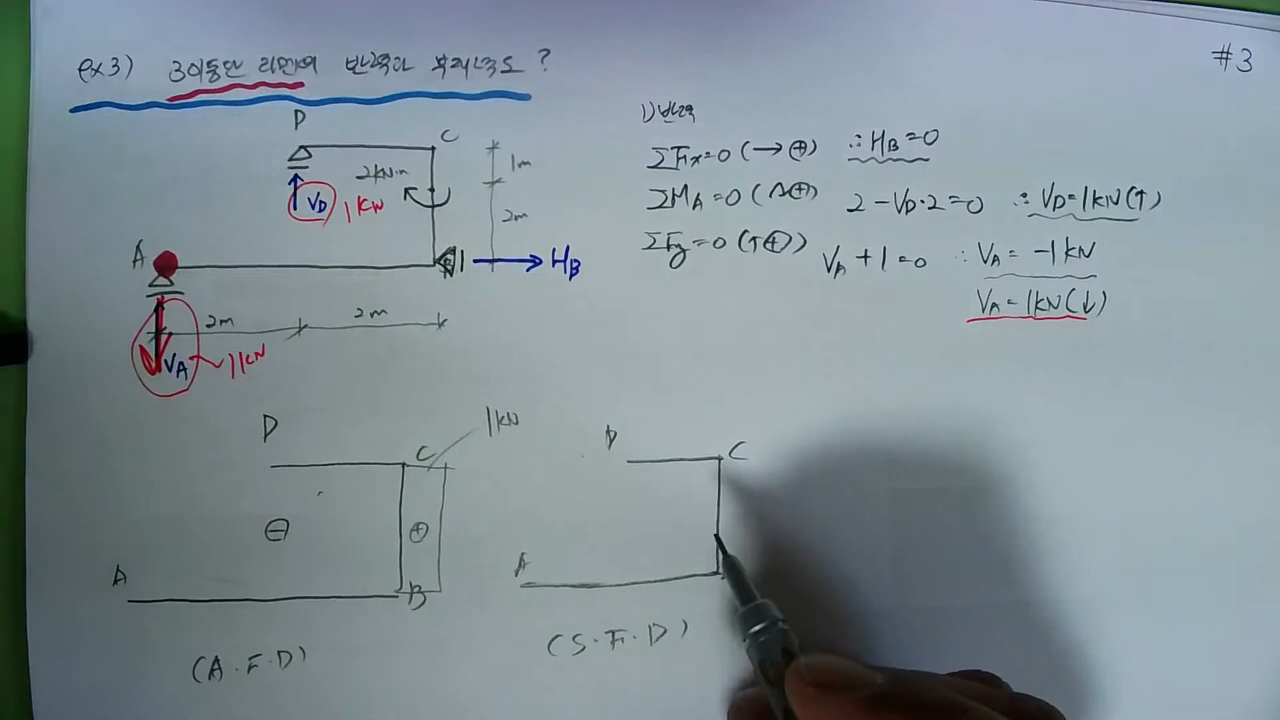 ex3) 3이동단 라멘의 반력과 부재력도?
#3
D
C
1m
2kN·m
VD 1kN
2m
A
HB
2m
2m
VA 1kN
1) 반력
ΣFx=0 (→⊕) ∴HB=0
ΣMA=0 (⊕) 2-VD·2=0 ∴VD=1kN(↑)
ΣFy=0 (↑⊕) VA+1=0 ∴VA=-1kN
VA=1kN(↓)
D
C
1kN
⊖
⊕
A
B
(A·F·D)
D
C
A
(S·F·D)